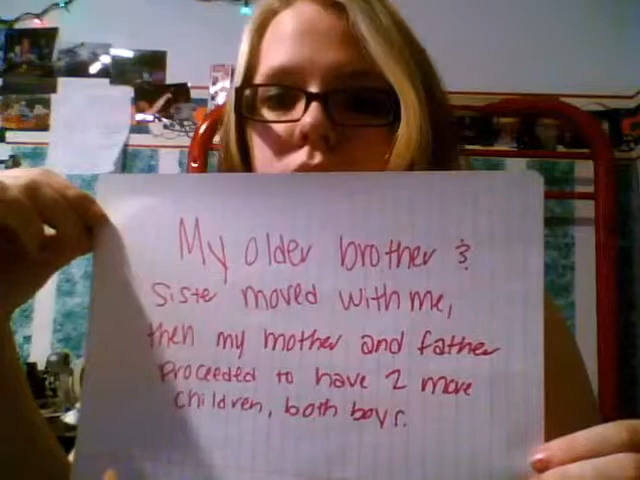 My older brother &
Siste moved with me,
then my mother and father
proceeded to have 2 more
children, both boys.